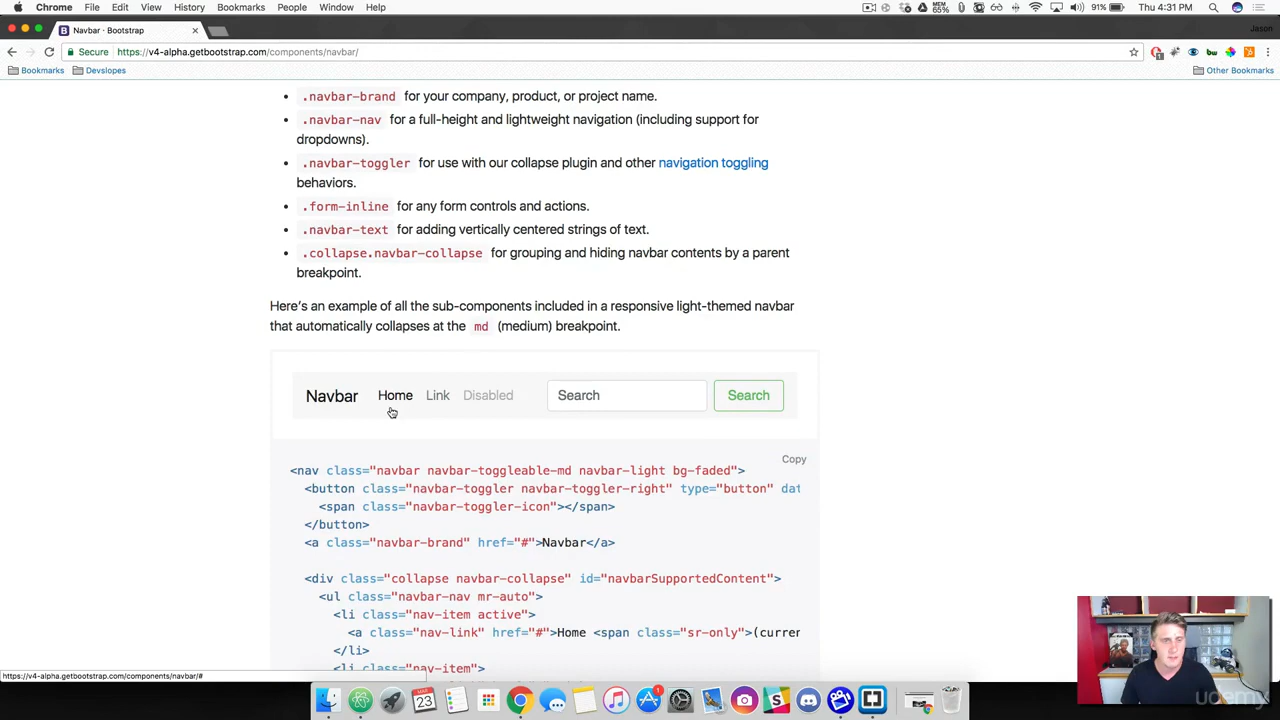 Chrome File Edit View History Bookmarks People Window Help MEM 65% 91% Thu 4:31 PM
Navbar · Bootstrap Jason
Secure https://v4-alpha.getbootstrap.com/components/navbar/
Bookmarks Devslopes Other Bookmarks
.navbar-brand for your company, product, or project name.
.navbar-nav for a full-height and lightweight navigation (including support for
dropdowns).
.navbar-toggler for use with our collapse plugin and other navigation toggling
behaviors.
.form-inline for any form controls and actions.
.navbar-text for adding vertically centered strings of text.
.collapse.navbar-collapse for grouping and hiding navbar contents by a parent
breakpoint.
Here's an example of all the sub-components included in a responsive light-themed navbar
that automatically collapses at the md (medium) breakpoint.
Navbar Home Link Disabled Search Search
Copy
<nav class="navbar navbar-toggleable-md navbar-light bg-faded">
<button class="navbar-toggler navbar-toggler-right" type="button" dat
<span class="navbar-toggler-icon"></span>
</button>
<a class="navbar-brand" href="#">Navbar</a>
<div class="collapse navbar-collapse" id="navbarSupportedContent">
<ul class="navbar-nav mr-auto">
<li class="nav-item active">
<a class="nav-link" href="#">Home <span class="sr-only">(curren
</li>
<li class="nav-item">
https://v4-alpha.getbootstrap.com/components/navbar/#
udemy